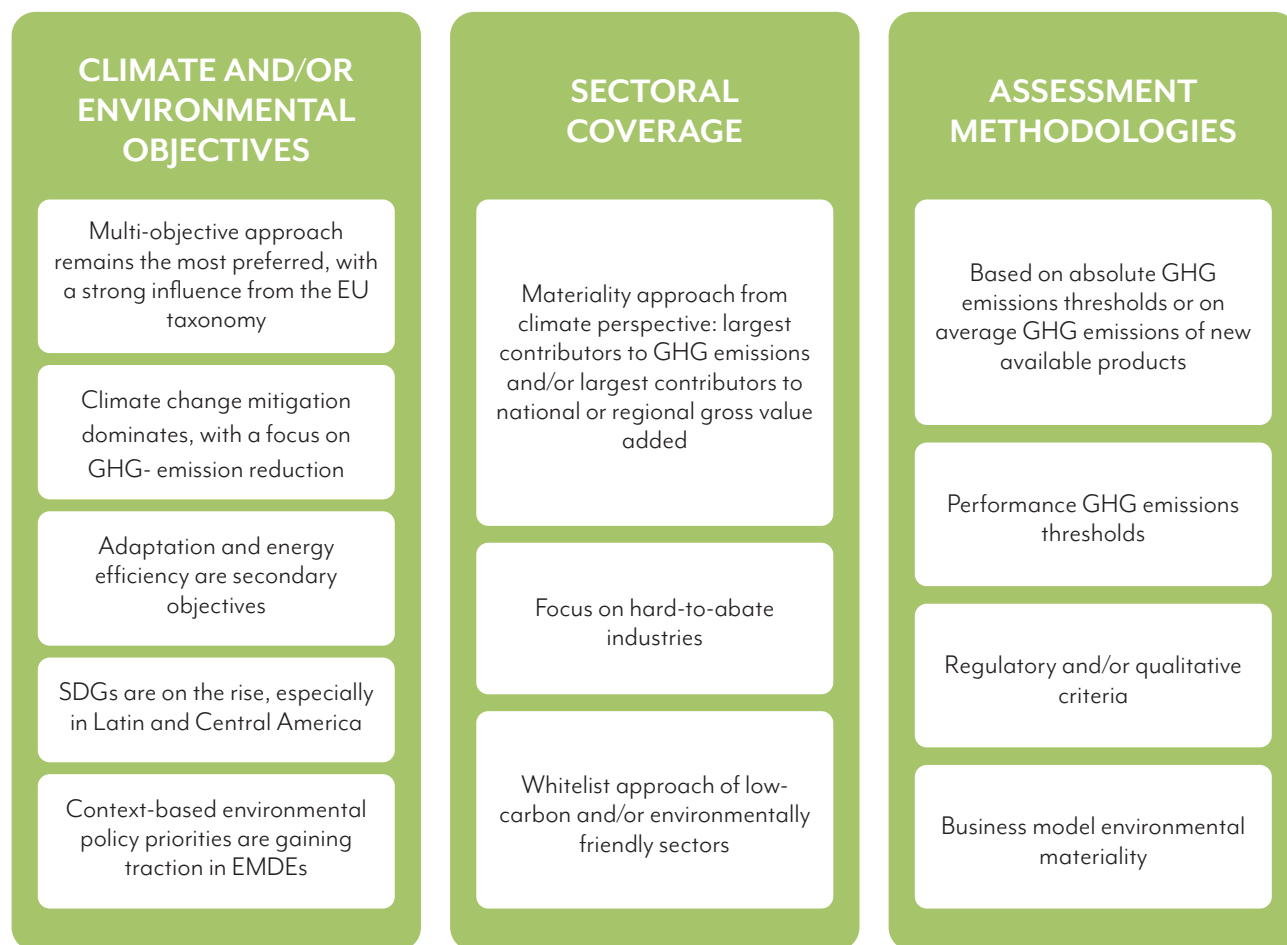 CLIMATE AND/OR
ENVIRONMENTAL
OBJECTIVES
Multi-objective approach
remains the most preferred, with
a strong influence from the EU
taxonomy
Climate change mitigation
dominates, with a focus on
GHG- emission reduction
Adaptation and energy
efficiency are secondary
objectives
SDGs are on the rise, especially
in Latin and Central America
Context-based environmental
policy priorities are gaining
traction in EMDEs
SECTORAL
COVERAGE
Materiality approach from
climate perspective: largest
contributors to GHG emissions
and/or largest contributors to
national or regional gross value
added
Focus on hard-to-abate
industries
Whitelist approach of low-
carbon and/or environmentally
friendly sectors
ASSESSMENT
METHODOLOGIES
Based on absolute GHG
emissions thresholds or on
average GHG emissions of new
available products
Performance GHG emissions
thresholds
Regulatory and/or qualitative
criteria
Business model environmental
materiality